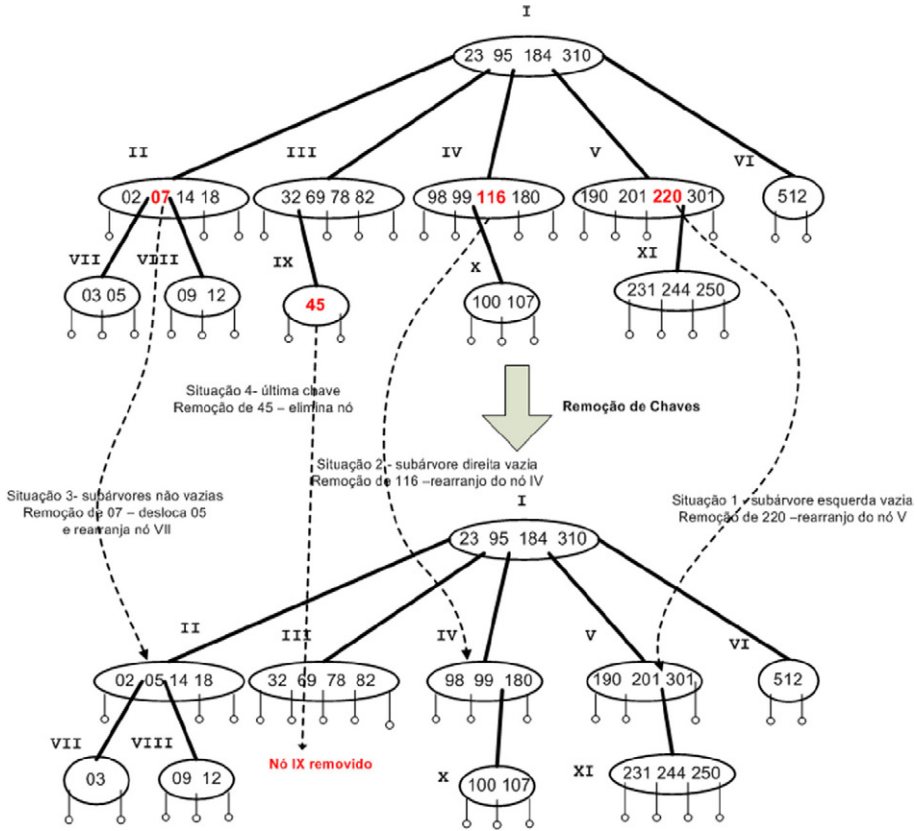 I
23 95 184 310
II
III
IV
V
VI
02 07 14 18
32 69 78 82
98 99 116 180
190 201 220 301
512
VII
VIII
IX
X
XI
03 05
09 12
45
100 107
231 244 250
Situação 4- última chave
Remoção de 45 – elimina nó
Remoção de Chaves
Situação 2 - subárvore direita vazia
Remoção de 116 –rearranjo do nó IV
Situação 3- subárvores não vazias
Remoção de 07 – desloca 05
e rearranja nó VII
Situação 1 - subárvore esquerda vazia
Remoção de 220 –rearranjo do nó V
I
23 95 184 310
II
III
IV
V
VI
02 05 14 18
32 69 78 82
98 99 180
190 201 301
512
VII
VIII
Nó IX removido
X
XI
03
09 12
100 107
231 244 250